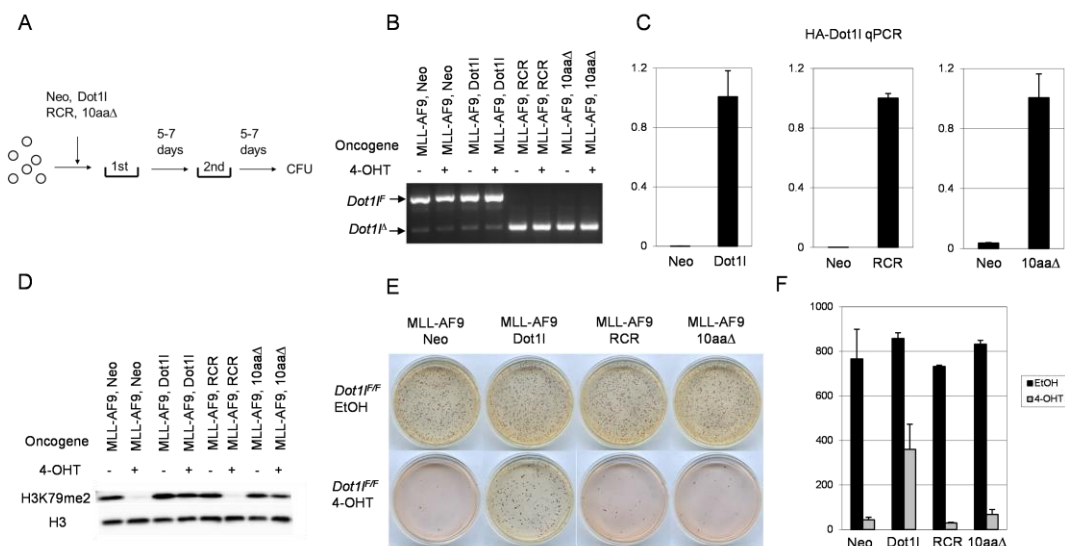 A
Neo, Dot1l
RCR, 10aaΔ
5-7
days
5-7
days
1st
2nd
CFU
B
MLL-AF9, Neo
MLL-AF9, Neo
MLL-AF9, Dot1l
MLL-AF9, Dot1l
MLL-AF9, RCR
MLL-AF9, RCR
MLL-AF9, 10aaΔ
MLL-AF9, 10aaΔ
Oncogene
4-OHT - + - + - + - +
Dot1lF
Dot1lΔ
C
HA-Dot1l qPCR
1.2
0.8
0.4
0
Neo Dot1l
1.2
0.8
0.4
0
Neo RCR
1.2
0.8
0.4
0
Neo 10aaΔ
D
MLL-AF9, Neo
MLL-AF9, Neo
MLL-AF9, Dot1l
MLL-AF9, Dot1l
MLL-AF9, RCR
MLL-AF9, RCR
MLL-AF9, 10aaΔ
MLL-AF9, 10aaΔ
Oncogene
4-OHT - + - + - + - +
H3K79me2
H3
E
MLL-AF9 MLL-AF9 MLL-AF9 MLL-AF9
Neo Dot1l RCR 10aaΔ
Dot1lF/F
EtOH
Dot1lF/F
4-OHT
F
1000
800
600
400
200
0
Neo Dot1l RCR 10aaΔ
EtOH
4-OHT